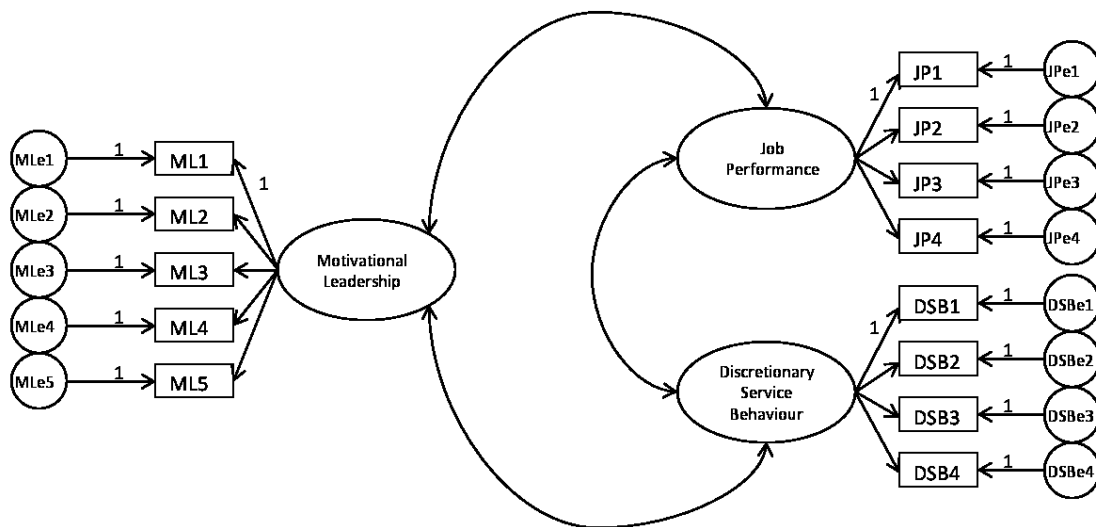 MLe1 1 ML1
MLe2 1 ML2
MLe3 1 ML3
MLe4 1 ML4
MLe5 1 ML5
1
Motivational
Leadership
Job
Performance
1
JP1 1 JPe1
JP2 1 JPe2
JP3 1 JPe3
JP4 1 JPe4
Discretionary
Service
Behaviour
1
DSB1 1 DSBe1
DSB2 1 DSBe2
DSB3 1 DSBe3
DSB4 1 DSBe4